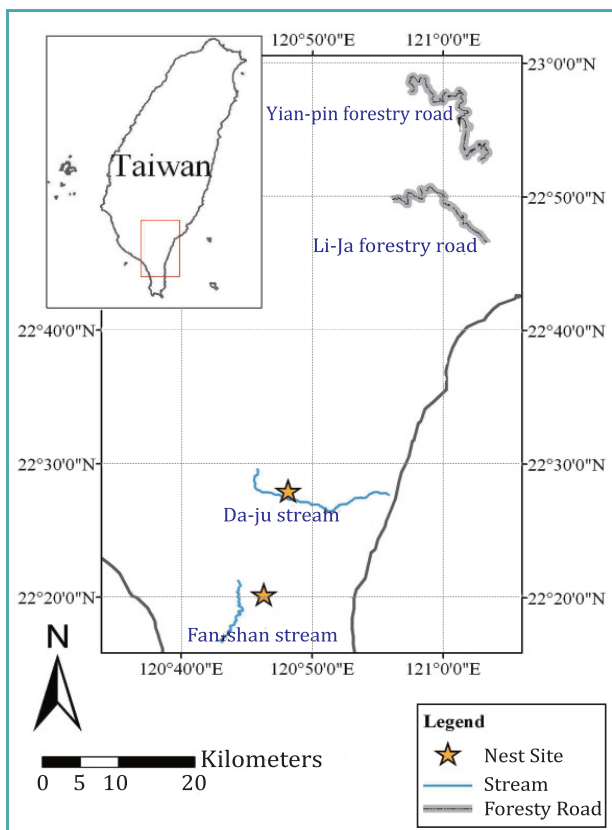 120°50'0"E 121°0'0"E
23°0'0"N
Yian-pin forestry road
Taiwan
22°50'0"N
Li-Ja forestry road
22°40'0"N 22°40'0"N
22°30'0"N 22°30'0"N
Da-ju stream
22°20'0"N 22°20'0"N
Fan-shan stream
N
120°40'0"E 120°50'0"E 121°0'0"E
Kilometers
0 5 10 20
Legend
Nest Site
Stream
Foresty Road